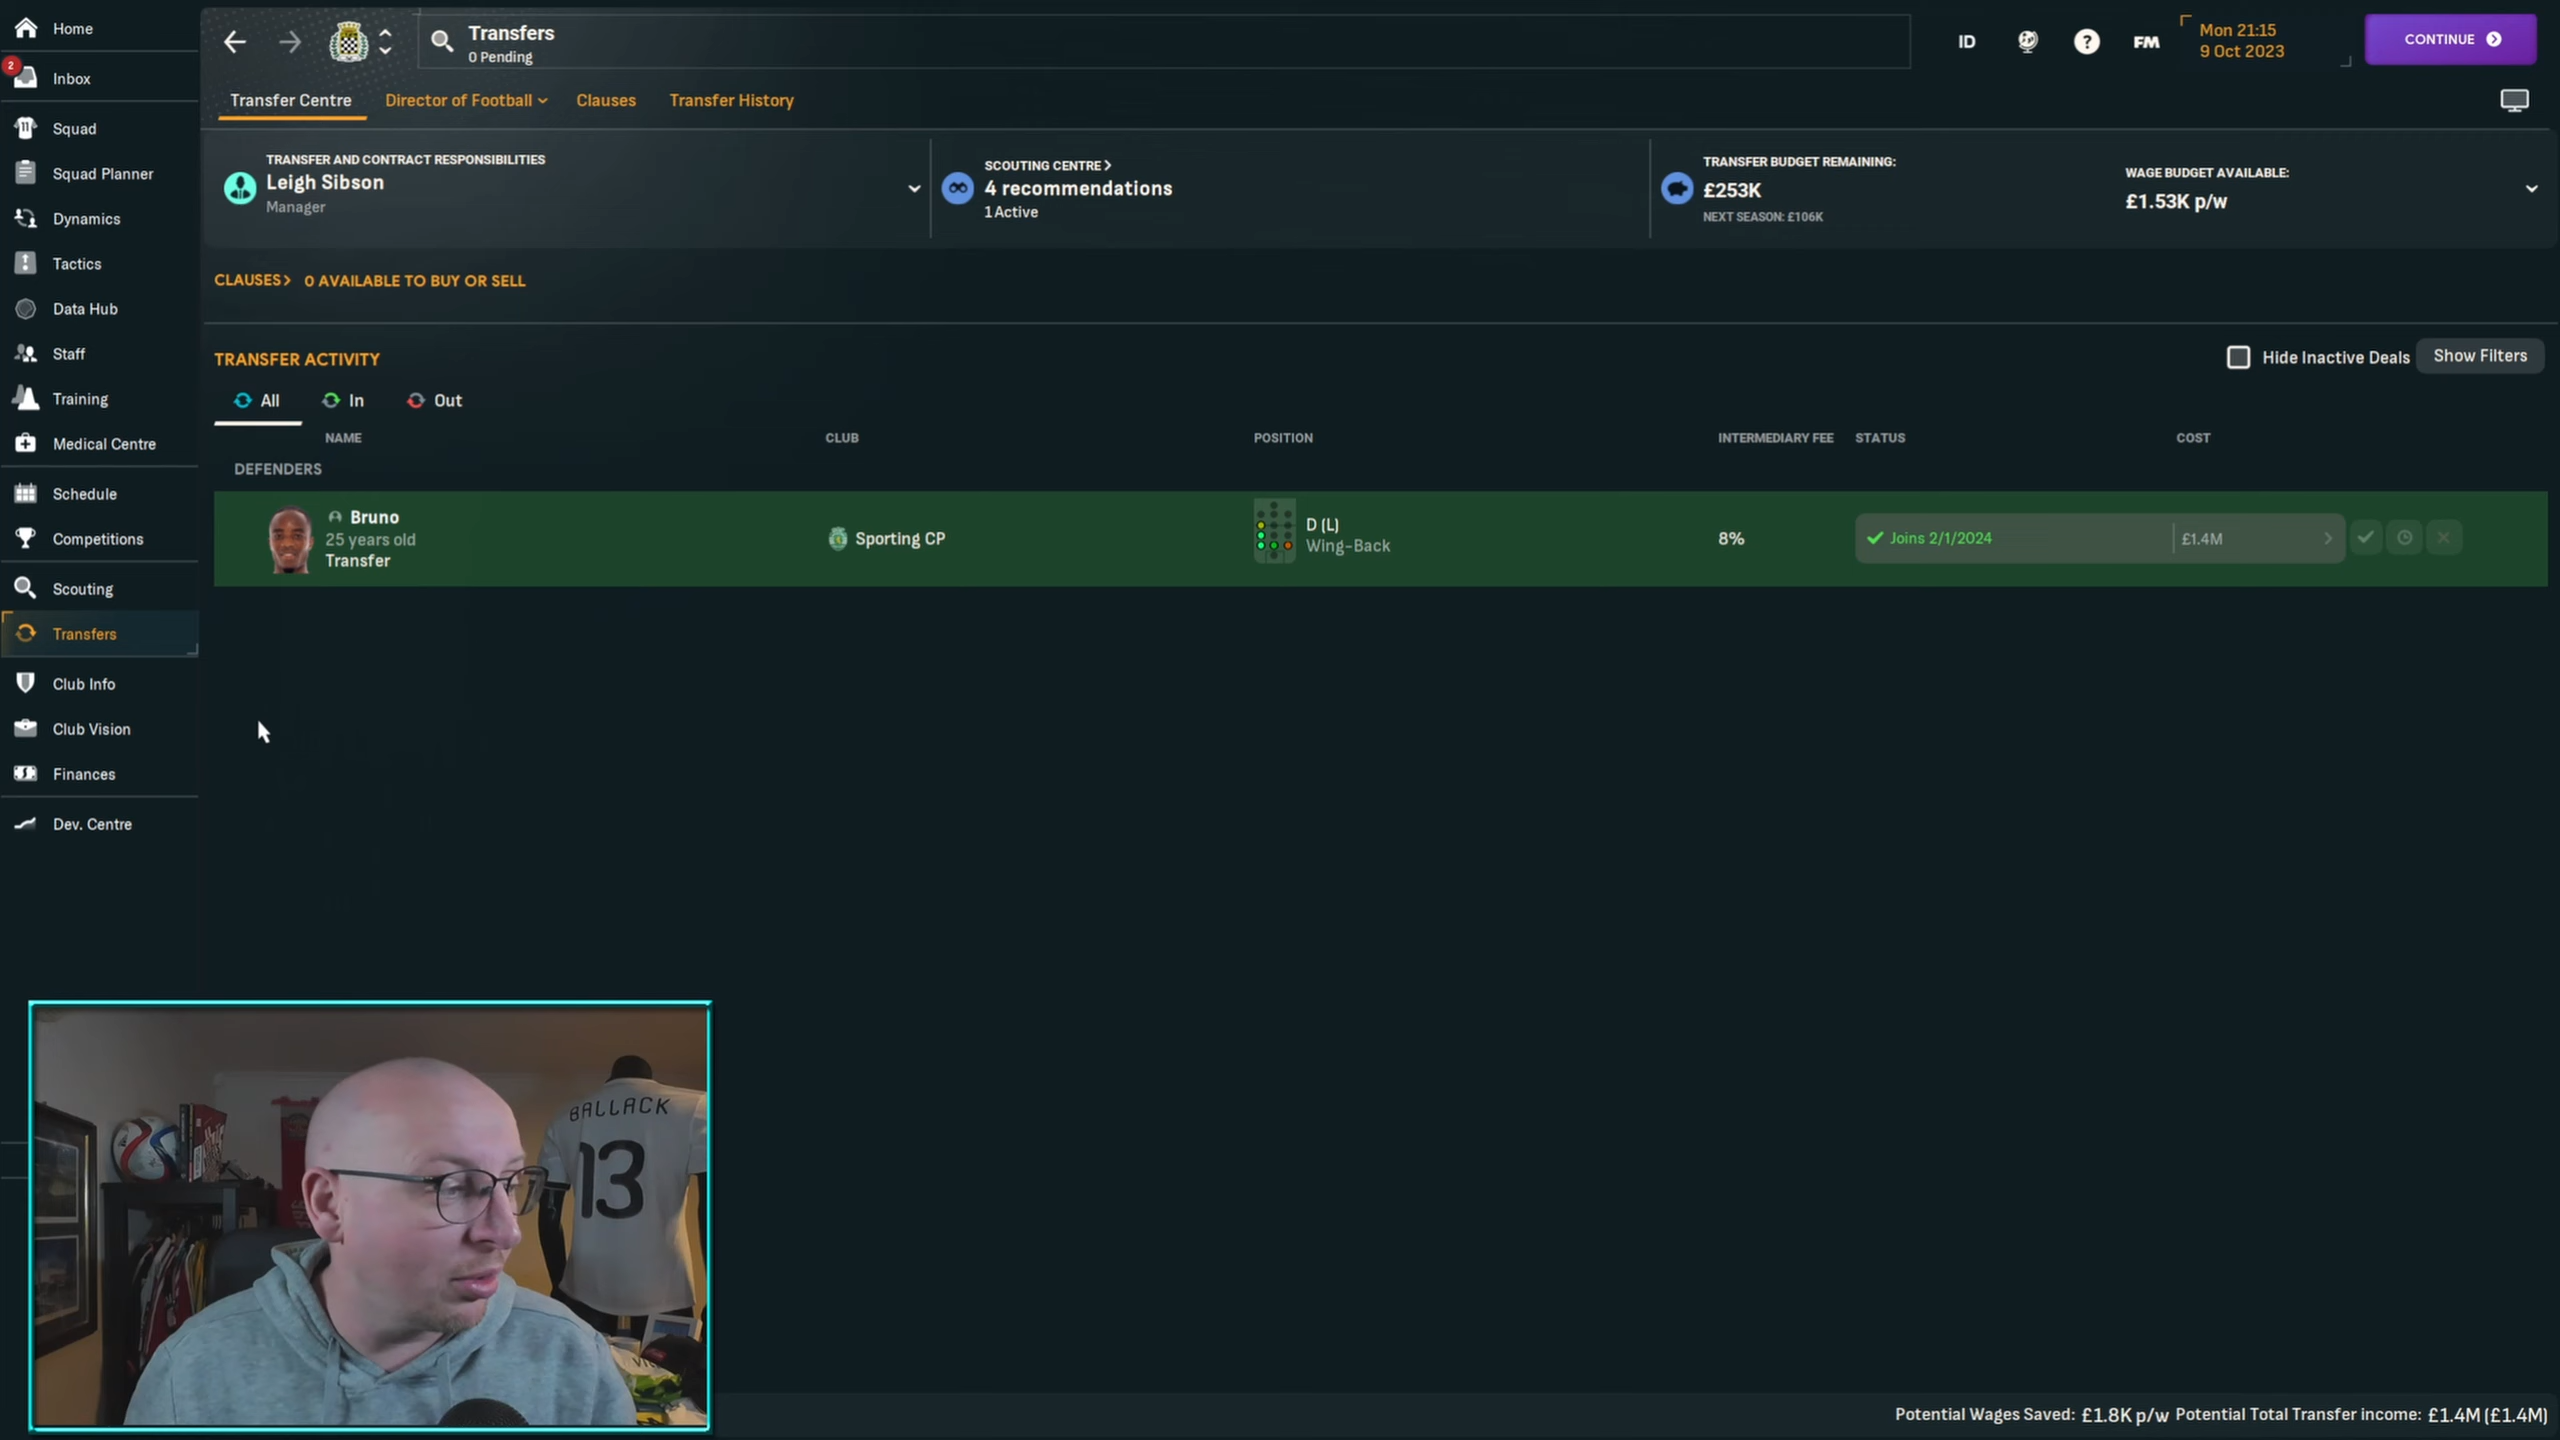 Home
2
Inbox
Squad
Squad Planner
Dynamics
Tactics
Data Hub
Staff
Training
Medical Centre
Schedule
Competitions
Scouting
Transfers
Club Info
Club Vision
Finances
Dev. Centre
Transfers
0 Pending
ID
?
FM
Mon 21:15
9 Oct 2023
CONTINUE
Transfer Centre
Director of Football
Clauses
Transfer History
TRANSFER AND CONTRACT RESPONSIBILITIES
Leigh Sibson
Manager
SCOUTING CENTRE >
4 recommendations
1 Active
TRANSFER BUDGET REMAINING:
£253K
NEXT SEASON: £106K
WAGE BUDGET AVAILABLE:
£1.53K p/w
CLAUSES > 0 AVAILABLE TO BUY OR SELL
TRANSFER ACTIVITY
Hide Inactive Deals
Show Filters
All
In
Out
NAME CLUB POSITION INTERMEDIARY FEE STATUS COST
DEFENDERS
Bruno
25 years old
Transfer
Sporting CP
D (L)
Wing-Back
8%
Joins 2/1/2024
£1.4M
BALLACK
13
Potential Wages Saved: £1.8K p/w Potential Total Transfer income: £1.4M (£1.4M)